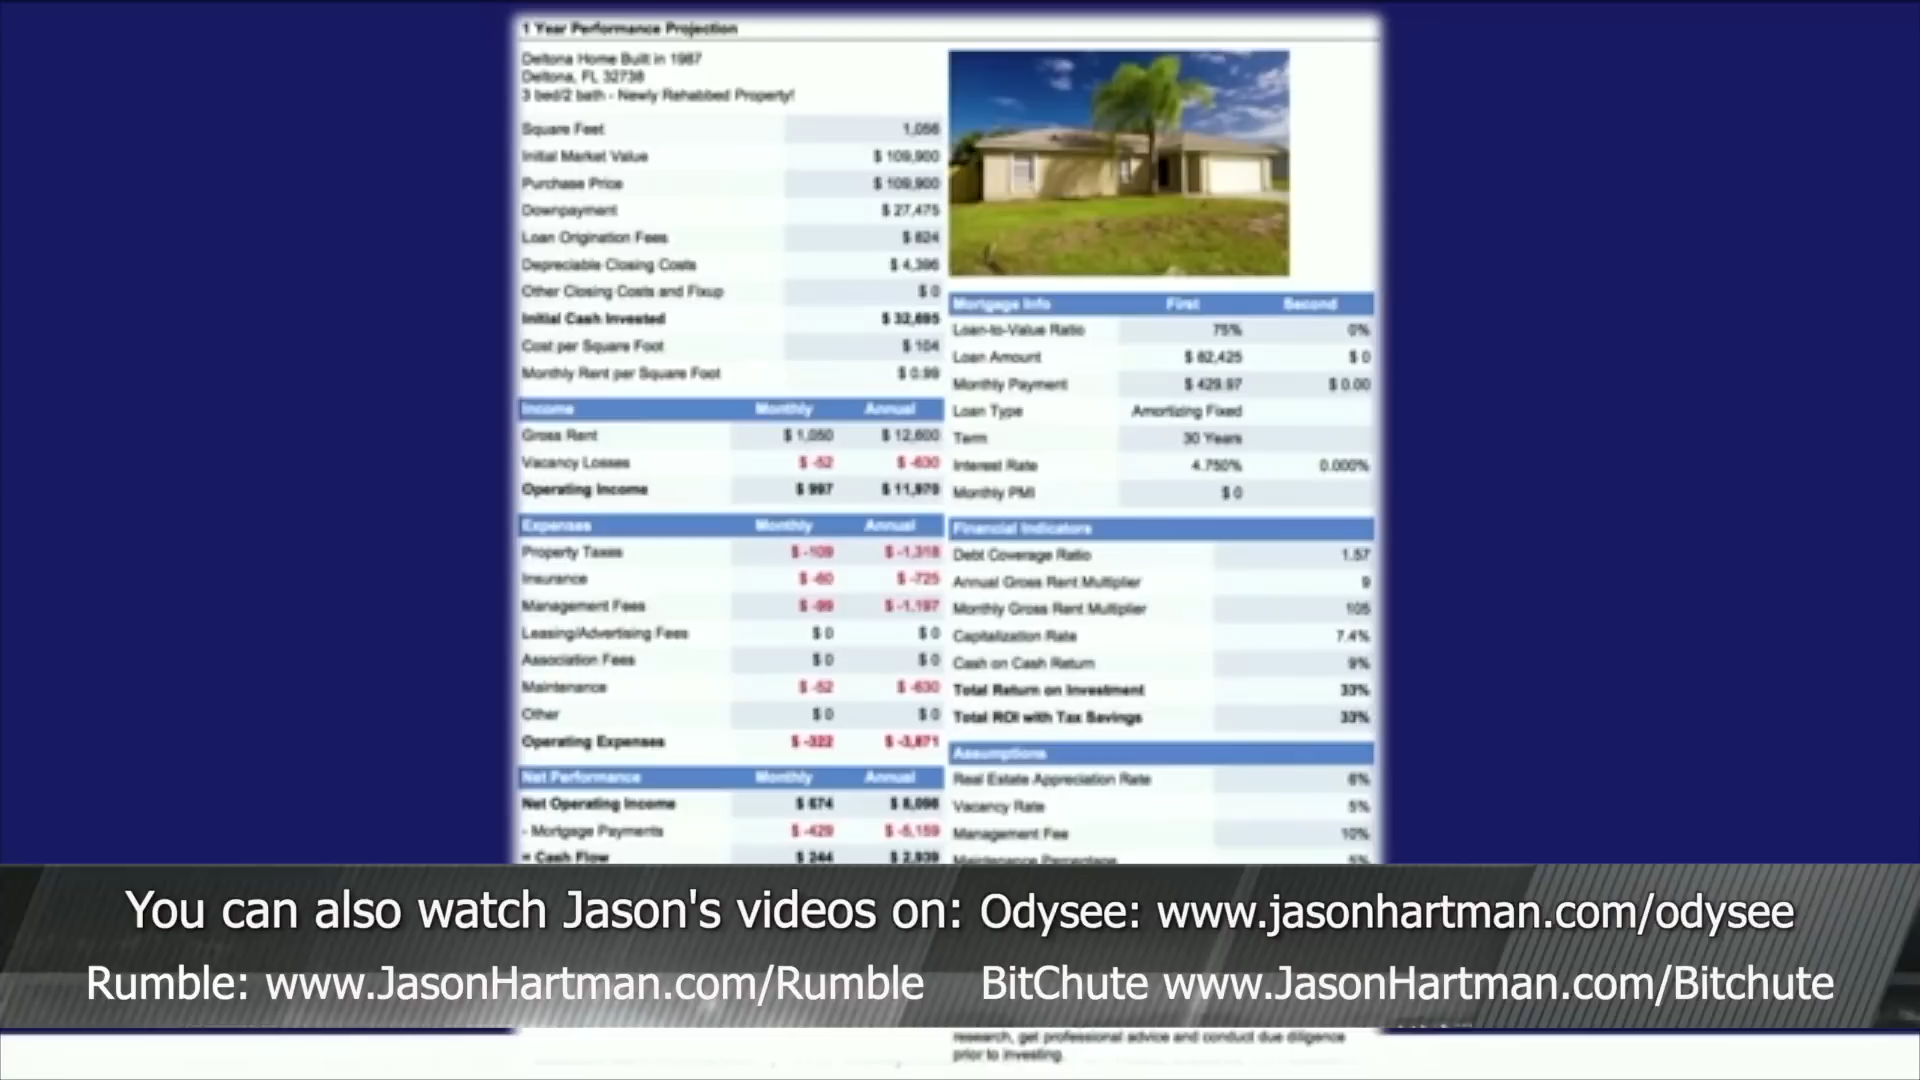 1 Year Performance Projection
Deltona Home Built in 1987
Deltona, FL 32738
3 bed/2 bath - Newly Rehabbed Property!
Square Feet 1,056
Initial Market Value $ 109,900
Purchase Price $ 109,900
Downpayment $ 27,475
Loan Origination Fees $ 824
Depreciable Closing Costs $ 4,396
Other Closing Costs and Fixup $ 0
Initial Cash Invested $ 32,695
Cost per Square Foot $ 104
Monthly Rent per Square Foot $ 0.99
Income Monthly Annual
Gross Rent $ 1,050 $ 12,600
Vacancy Losses $ -52 $ -630
Operating Income $ 997 $ 11,970
Expenses Monthly Annual
Property Taxes $ -109 $ -1,318
Insurance $ -60 $ -725
Management Fees $ -99 $ -1,197
Leasing/Advertising Fees $ 0 $ 0
Association Fees $ 0 $ 0
Maintenance $ -52 $ -630
Other $ 0 $ 0
Operating Expenses $ -322 $ -3,871
Net Performance Monthly Annual
Net Operating Income $ 674 $ 8,098
- Mortgage Payments $ -429 $ -5,159
= Cash Flow $ 244 $ 2,939
Mortgage Info First Second
Loan-to-Value Ratio 75% 0%
Loan Amount $ 82,425 $ 0
Monthly Payment $ 429.97 $ 0.00
Loan Type Amortizing Fixed
Term 30 Years
Interest Rate 4.750% 0.000%
Monthly PMI $ 0
Financial Indicators
Debt Coverage Ratio 1.57
Annual Gross Rent Multiplier 9
Monthly Gross Rent Multiplier 105
Capitalization Rate 7.4%
Cash on Cash Return 9%
Total Return on Investment 33%
Total ROI with Tax Savings 33%
Assumptions
Real Estate Appreciation Rate 6%
Vacancy Rate 5%
Management Fee 10%
Maintenance Percentage 5%
You can also watch Jason's videos on: Odysee: www.jasonhartman.com/odysee
Rumble: www.JasonHartman.com/Rumble BitChute www.JasonHartman.com/Bitchute
research, get professional advice and conduct due diligence
prior to investing.